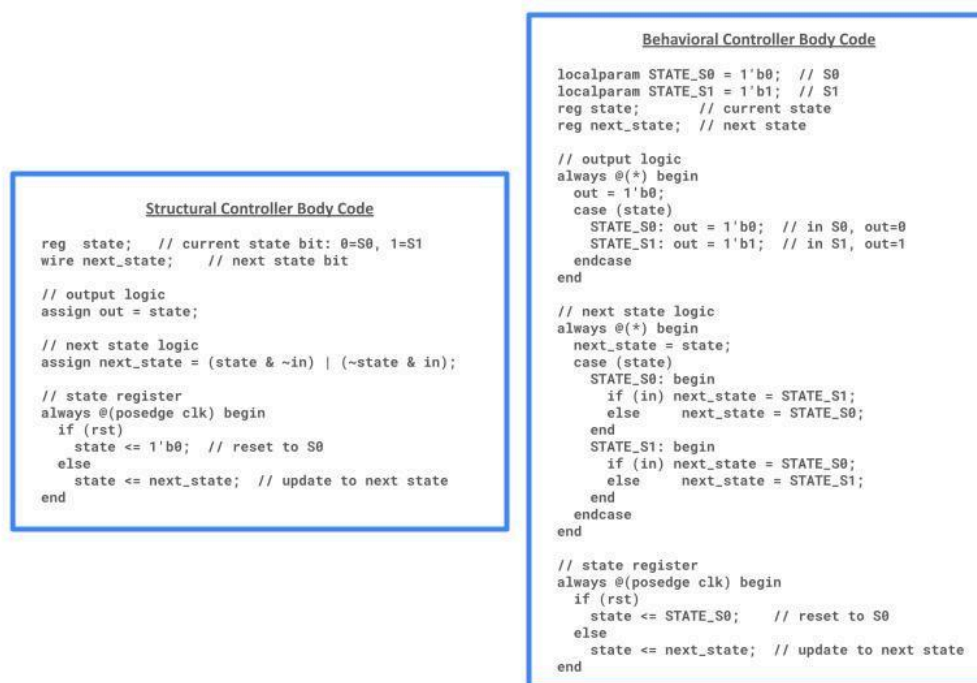 Structural Controller Body Code
reg  state;   // current state bit: 0=S0, 1=S1
wire next_state;    // next state bit

// output logic
assign out = state;

// next state logic
assign next_state = (state & ~in) | (~state & in);

// state register
always @(posedge clk) begin
  if (rst)
    state <= 1'b0;  // reset to S0
  else
    state <= next_state;  // update to next state
end

Behavioral Controller Body Code
localparam STATE_S0 = 1'b0;  // S0
localparam STATE_S1 = 1'b1;  // S1
reg state;       // current state
reg next_state;  // next state

// output logic
always @(*) begin
  out = 1'b0;
  case (state)
    STATE_S0: out = 1'b0;  // in S0, out=0
    STATE_S1: out = 1'b1;  // in S1, out=1
  endcase
end

// next state logic
always @(*) begin
  next_state = state;
  case (state)
    STATE_S0: begin
      if (in) next_state = STATE_S1;
      else    next_state = STATE_S0;
    end
    STATE_S1: begin
      if (in) next_state = STATE_S0;
      else    next_state = STATE_S1;
    end
  endcase
end

// state register
always @(posedge clk) begin
  if (rst)
    state <= STATE_S0;    // reset to S0
  else
    state <= next_state;  // update to next state
end